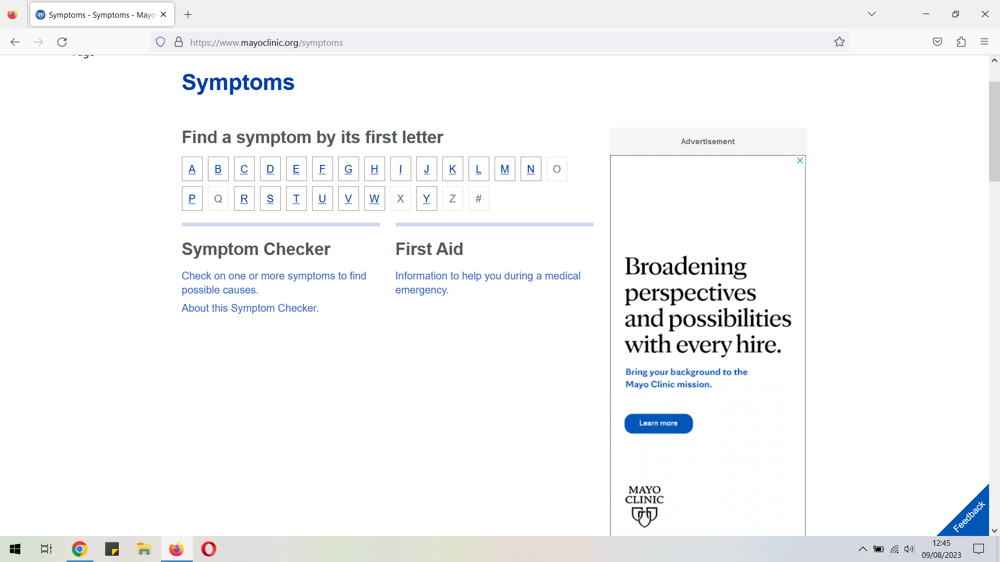 Symptoms - Symptoms - Mayo
https://www.mayoclinic.org/symptoms
Symptoms
Find a symptom by its first letter
A B C D E F G H I J K L M N O
P Q R S T U V W X Y Z #
Symptom Checker
Check on one or more symptoms to find
possible causes.
About this Symptom Checker.
First Aid
Information to help you during a medical
emergency.
Advertisement
Broadening
perspectives
and possibilities
with every hire.
Bring your background to the
Mayo Clinic mission.
Learn more
MAYO
CLINIC
Feedback
12:45
09/08/2023